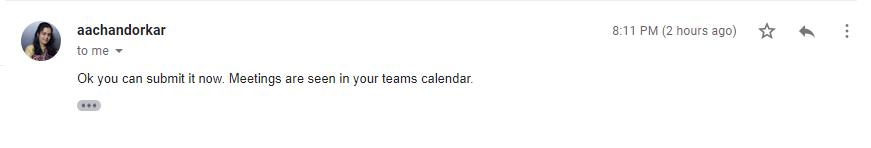 aachandorkar 8:11 PM (2 hours ago)
to me
Ok you can submit it now. Meetings are seen in your teams calendar.